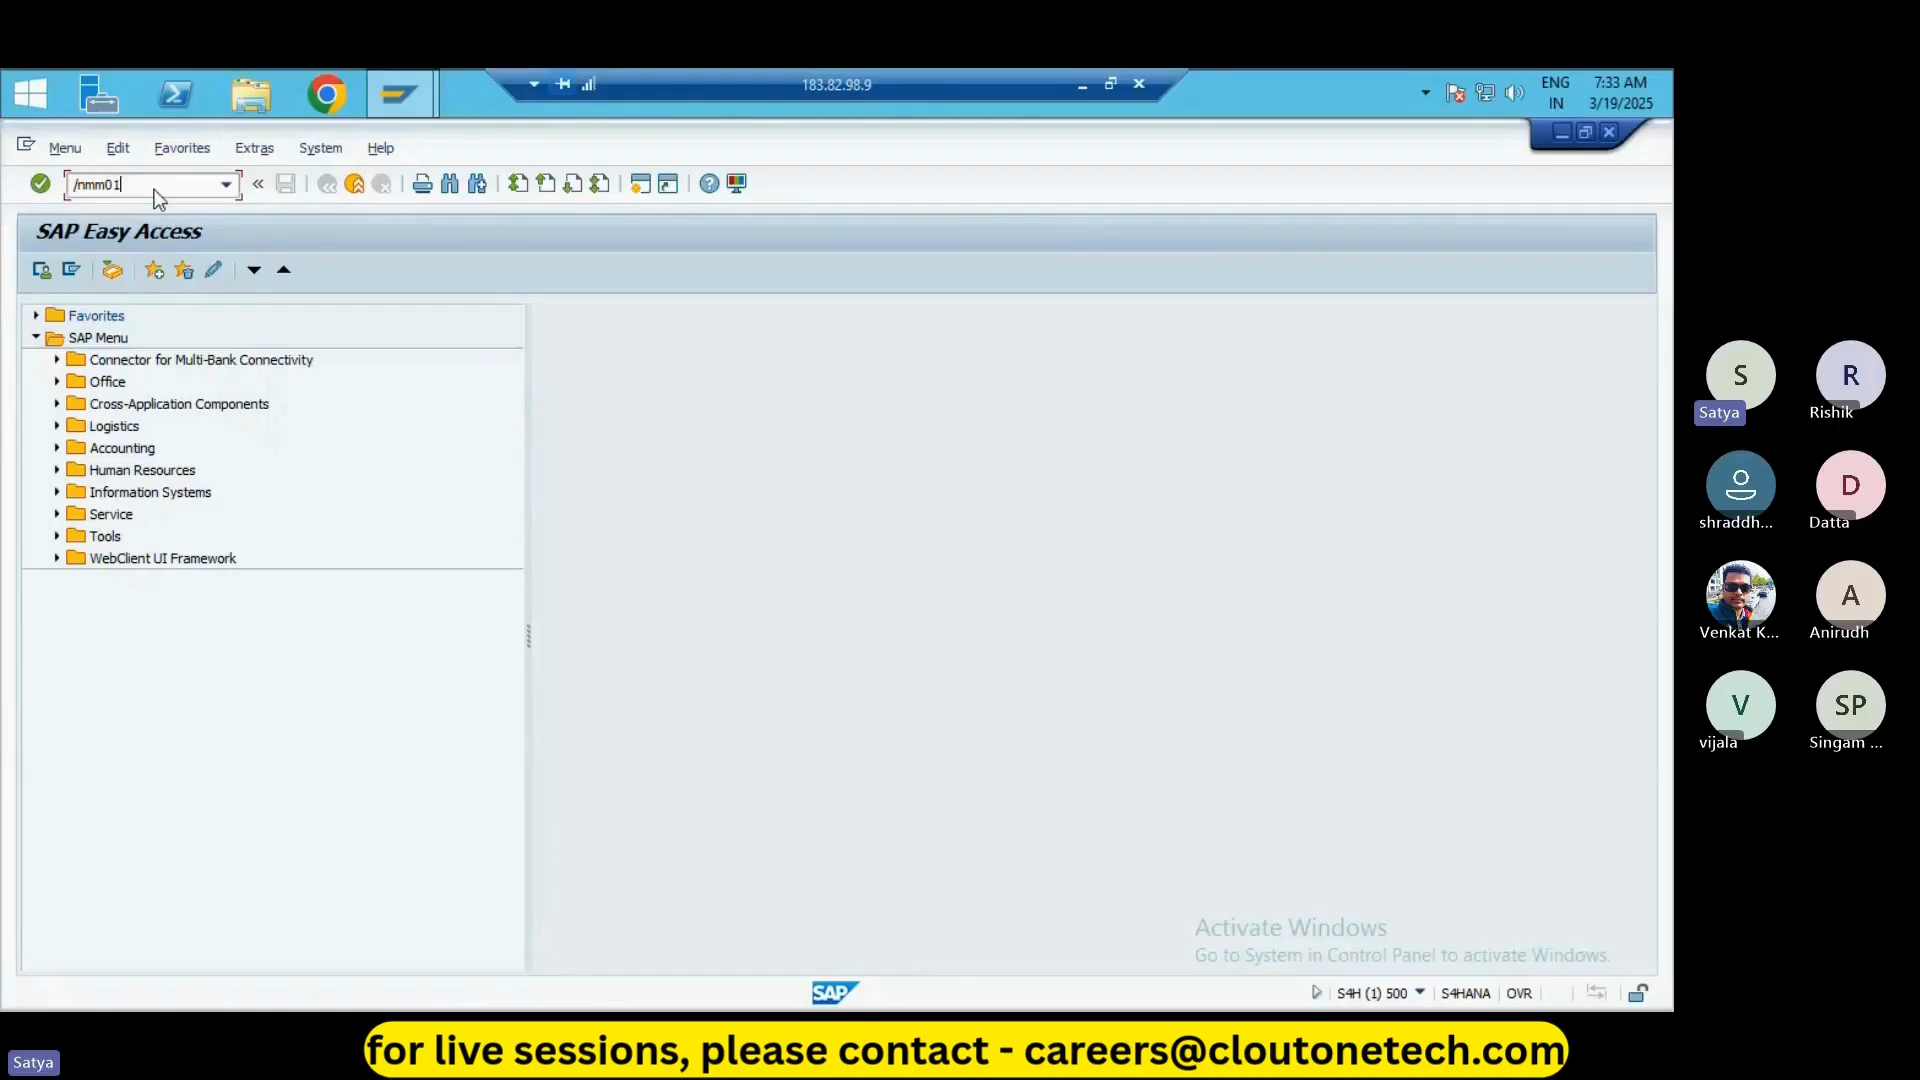 183.82.98.9
ENG
IN
7:33 AM
3/19/2025
Menu Edit Favorites Extras System Help
/nmm01
SAP Easy Access
Favorites
SAP Menu
Connector for Multi-Bank Connectivity
Office
Cross-Application Components
Logistics
Accounting
Human Resources
Information Systems
Service
Tools
WebClient UI Framework
Activate Windows
Go to System in Control Panel to activate Windows.
SAP
S4H (1) 500 S4HANA OVR
S
Satya
R
Rishik
shraddh...
D
Datta
Venkat K...
A
Anirudh
V
vijala
SP
Singam ...
for live sessions, please contact - careers@cloutonetech.com
Satya